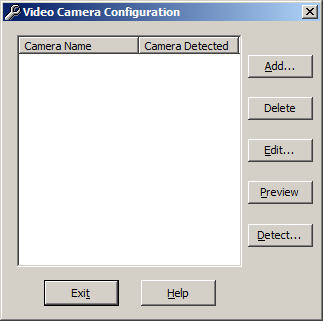 Video Camera Configuration
Camera Name Camera Detected
Add...
Delete
Edit...
Preview
Detect...
Exit Help